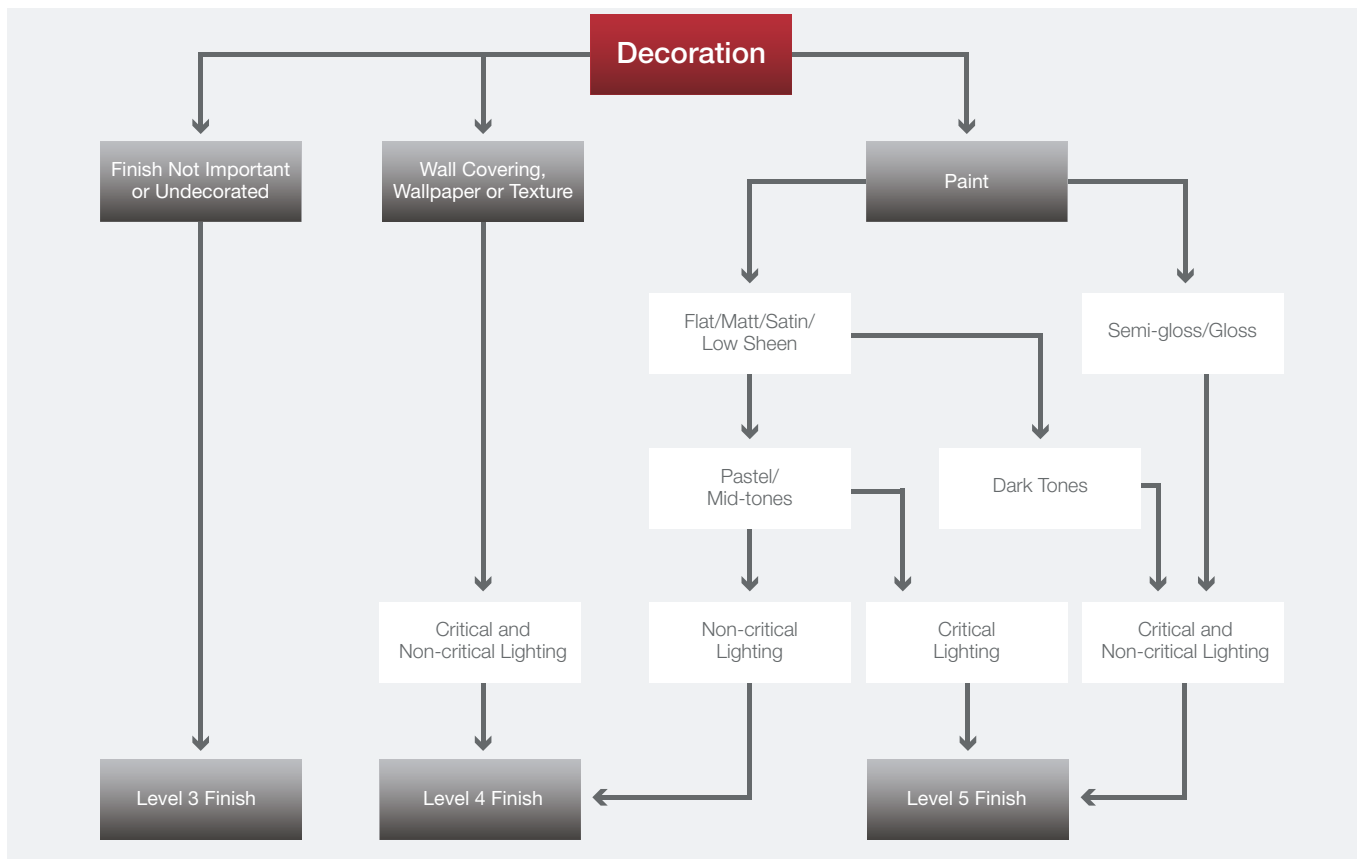 Decoration
Finish Not Important
or Undecorated
Wall Covering,
Wallpaper or Texture
Paint
Flat/Matt/Satin/
Low Sheen
Semi-gloss/Gloss
Pastel/
Mid-tones
Dark Tones
Critical and
Non-critical Lighting
Non-critical
Lighting
Critical
Lighting
Critical and
Non-critical Lighting
Level 3 Finish
Level 4 Finish
Level 5 Finish